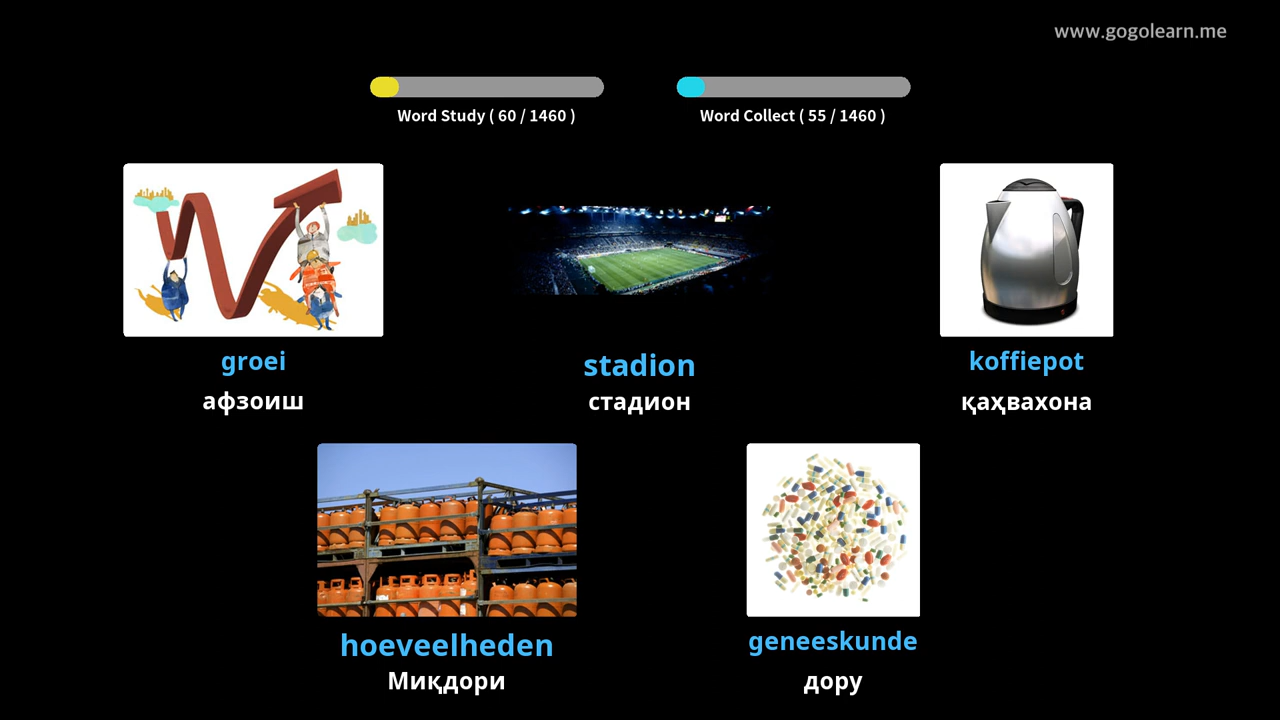 www.gogolearn.me
Word Study ( 60 / 1460 )
Word Collect ( 55 / 1460 )
groei
афзоиш
stadion
стадион
koffiepot
қаҳвахона
hoeveelheden
Миқдори
geneeskunde
дору